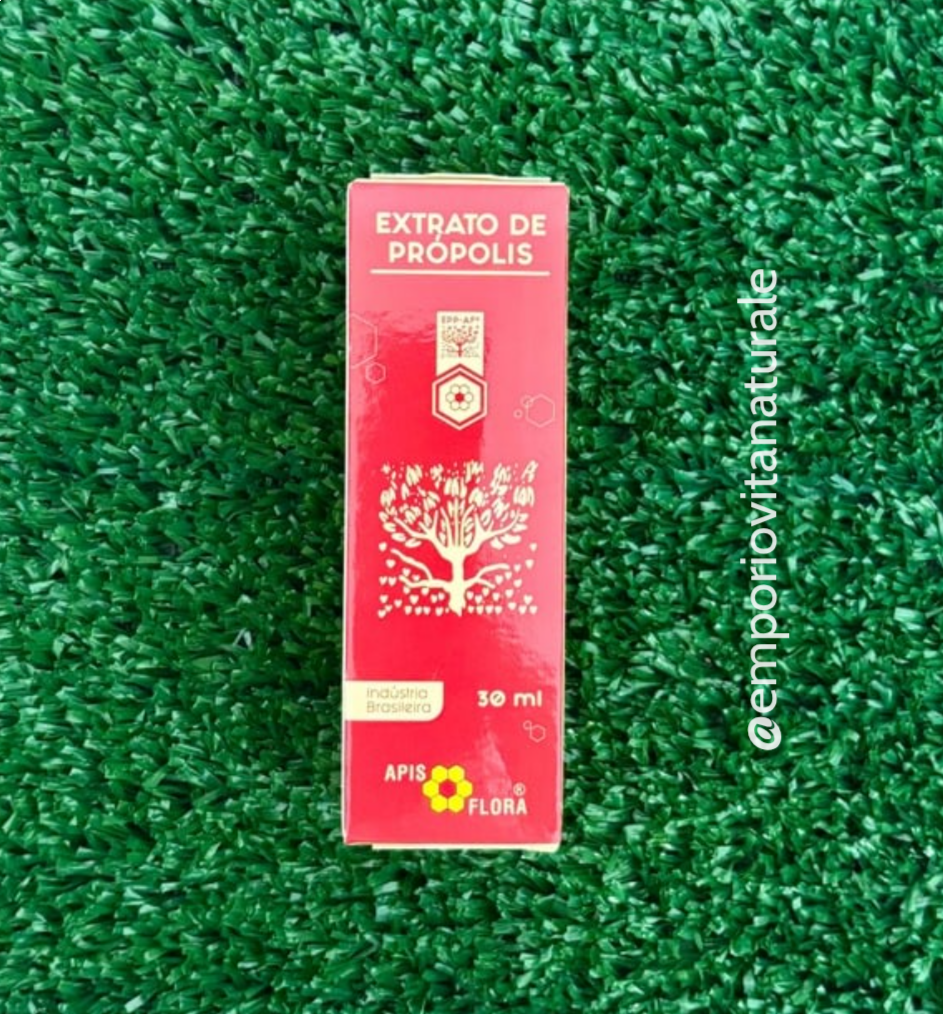 EXTRATO DE
PRÓPOLIS
EPP-AF®
Indústria
Brasileira
30 ml
APIS
FLORA®
@emporiovitanaturale